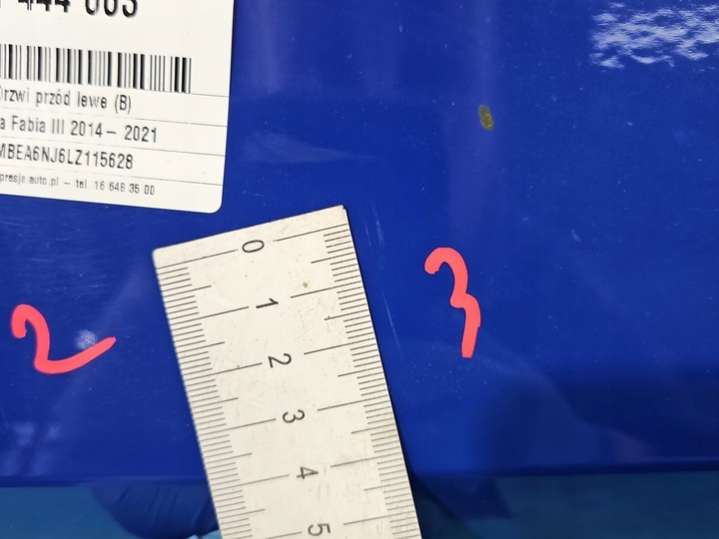 444 003
Drzwi przód lewe (B)
a Fabia III 2014 – 2021
MBEA6NJ6LZ115628
presje.auto.pl – tel. 16 648 35 00
0
1
2
3
4
5
2
3